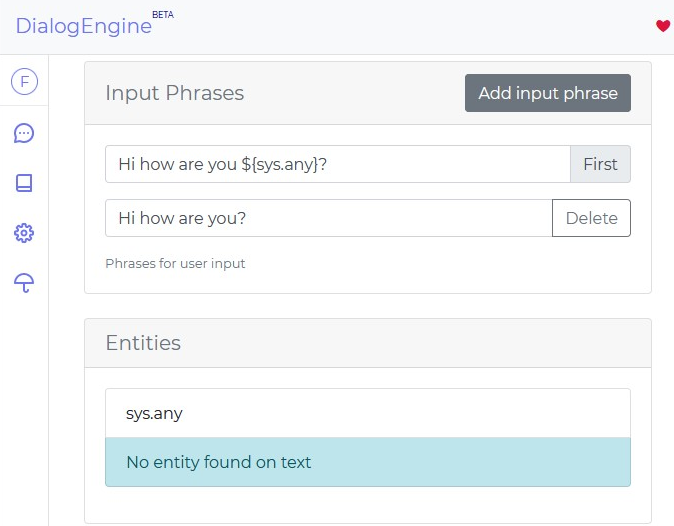 DialogEngine BETA
F
Input Phrases
Add input phrase
Hi how are you ${sys.any}?
First
Hi how are you?
Delete
Phrases for user input
Entities
sys.any
No entity found on text